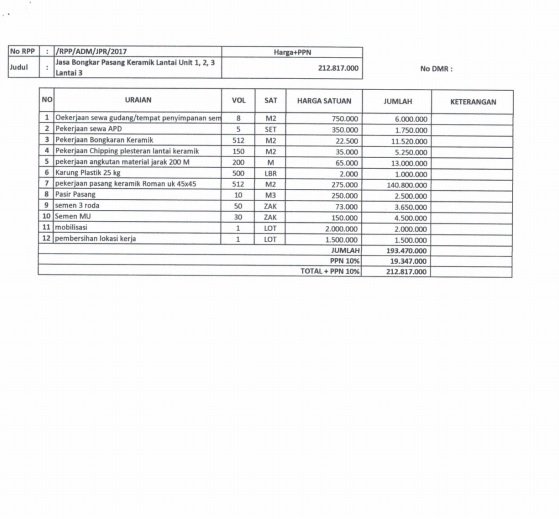 No RPP : /RPP/ADM/JPR/2017 Harga+PPN
Judul : Jasa Bongkar Pasang Keramik Lantai Unit 1, 2, 3 Lantai 3 212.817.000 No DMR :
NO URAIAN VOL SAT HARGA SATUAN JUMLAH KETERANGAN
1 Oekerjaan sewa gudang/tempat penyimpanan sem 8 M2 750.000 6.000.000
2 Pekerjaan sewa APD 5 SET 350.000 1.750.000
3 Pekerjaan Bongkaran Keramik 512 M2 22.500 11.520.000
4 Pekerjaan Chipping plesteran lantai keramik 150 M2 35.000 5.250.000
5 pekerjaan angkutan material jarak 200 M 200 M 65.000 13.000.000
6 Karung Plastik 25 kg 500 LBR 2.000 1.000.000
7 pekerjaan pasang keramik Roman uk 45x45 512 M2 275.000 140.800.000
8 Pasir Pasang 10 M3 250.000 2.500.000
9 semen 3 roda 50 ZAK 73.000 3.650.000
10 Semen MU 30 ZAK 150.000 4.500.000
11 mobilisasi 1 LOT 2.000.000 2.000.000
12 pembersihan lokasi kerja 1 LOT 1.500.000 1.500.000
JUMLAH 193.470.000
PPN 10% 19.347.000
TOTAL + PPN 10% 212.817.000